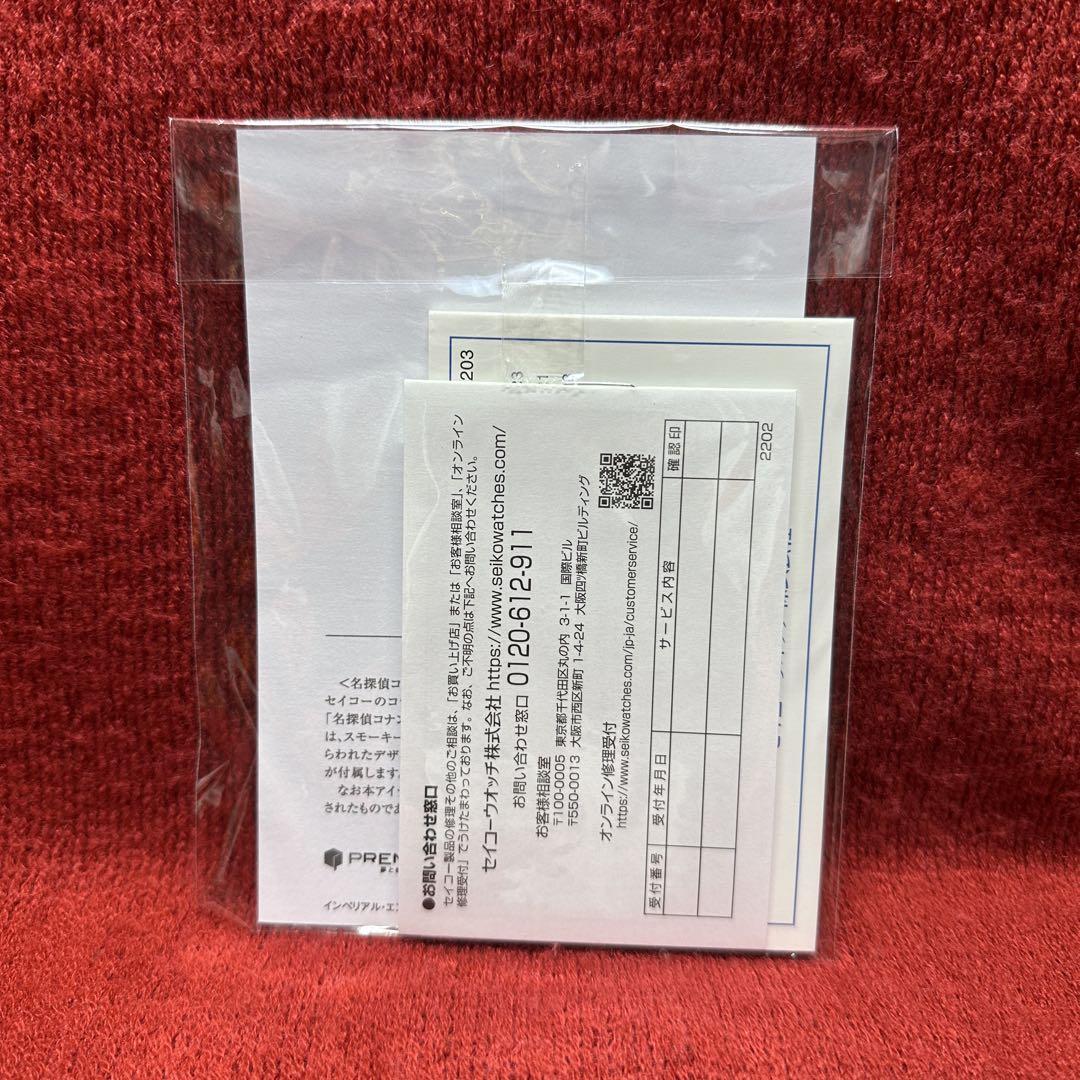 ●お問い合わせ窓口
セイコー製品の修理その他のご相談は、「お買い上げ店」または「お客様相談室」、「オンライン
修理受付」でうけたまわっております。なお、ご不明の点は下記へお問い合わせください。
セイコーウオッチ株式会社 https://www.seikowatches.com/
お問い合わせ窓口 0120-612-911
お客様相談室
〒100-0005 東京都千代田区丸の内 3-1-1 国際ビル
〒550-0013 大阪市西区新町 1-4-24 大阪四ツ橋新町ビルディング
オンライン修理受付
https://www.seikowatches.com/jp-ja/customerservice/
受付番号 受付年月日 サービス内容 確認印
2202
203
<名探偵コ
セイコーのコ
「名探偵コナン
は、スモーキー
らわれたデザ
が付属します
なお本アイ
されたものであ
PREM
インペリアル・エン